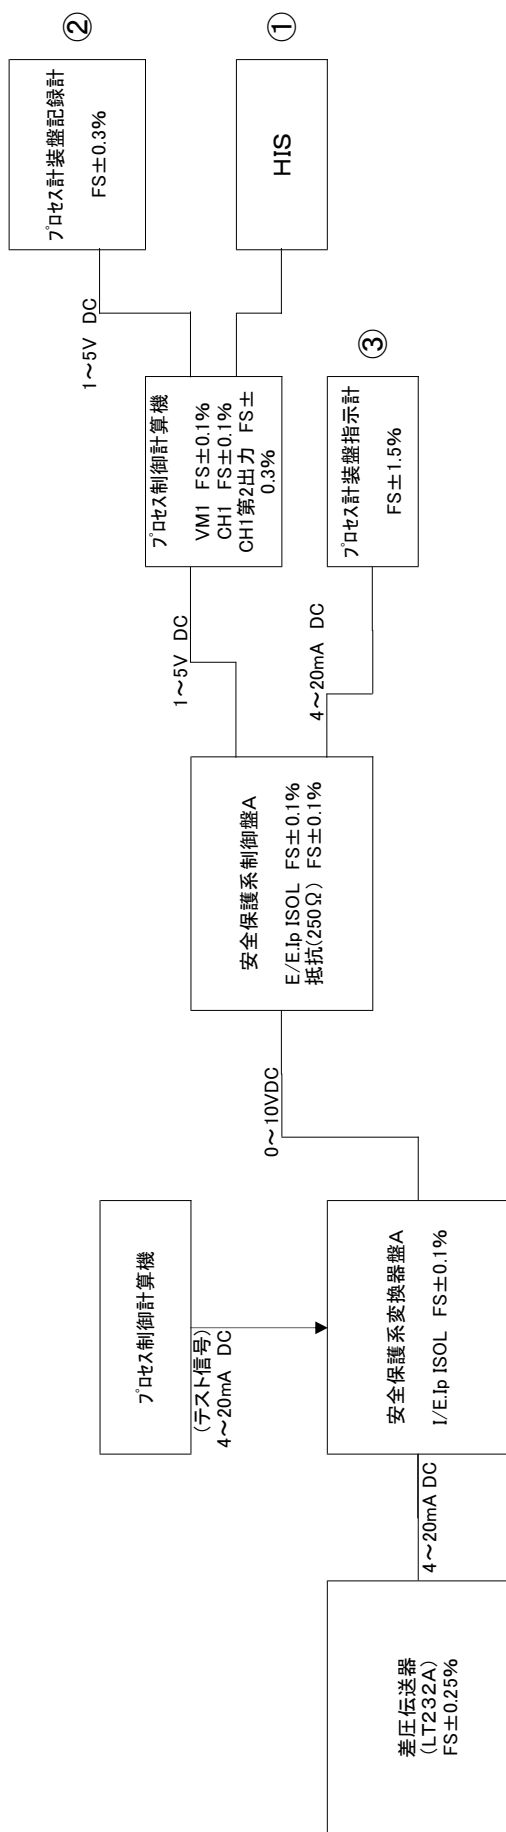 差圧伝送器
(LT232A)
FS±0.25%
4～20mA DC
プロセス制御計算機
(テスト信号)
4～20mA DC
安全保護系変換器盤A
I/E.Ip ISOL FS±0.1%
0～10VDC
安全保護系制御盤A
E/E.Ip ISOL FS±0.1%
抵抗(250Ω) FS±0.1%
1～5V DC
4～20mA DC
プロセス制御計算機
VM1 FS±0.1%
CH1 FS±0.1%
CH1第2出力 FS±
0.3%
プロセス計装盤指示計
FS±1.5%
③
1～5V DC
プロセス計装盤記録計
FS±0.3%
②
HIS
①